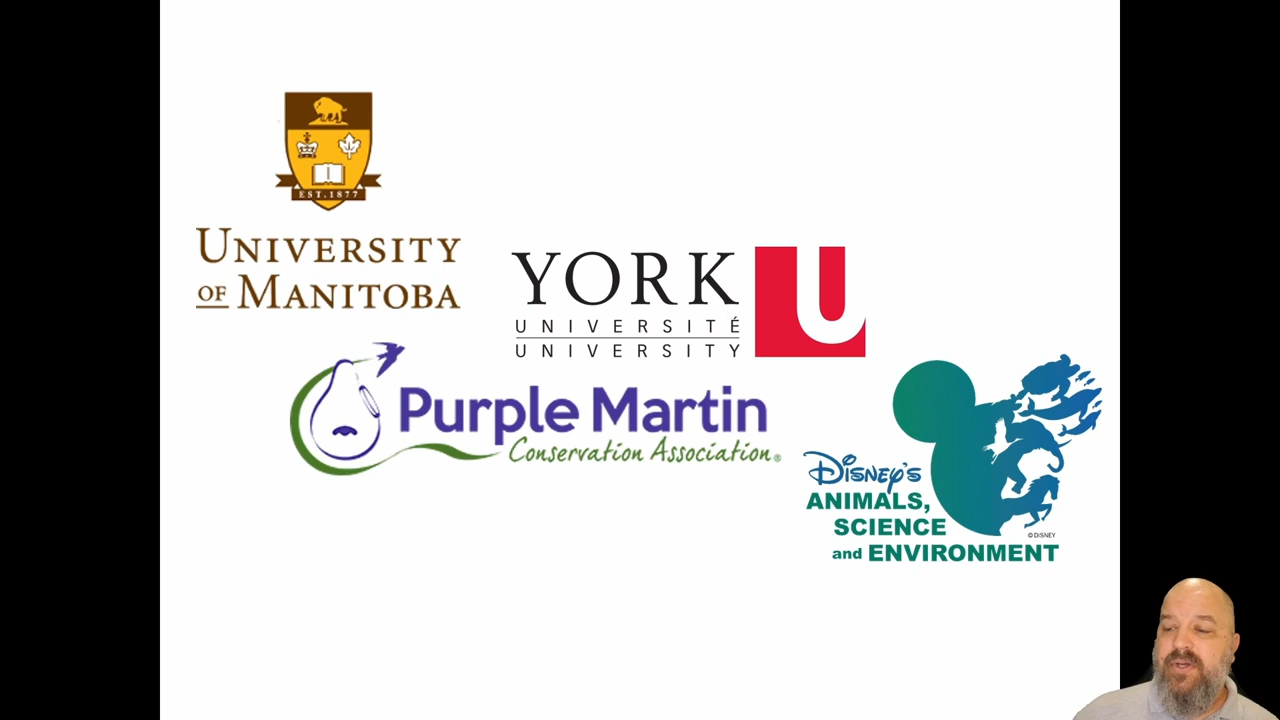 EST. 1877
UNIVERSITY
OF MANITOBA
YORK U
UNIVERSITÉ
UNIVERSITY
Purple Martin
Conservation Association®
Disney's
ANIMALS,
SCIENCE
and ENVIRONMENT
© DISNEY